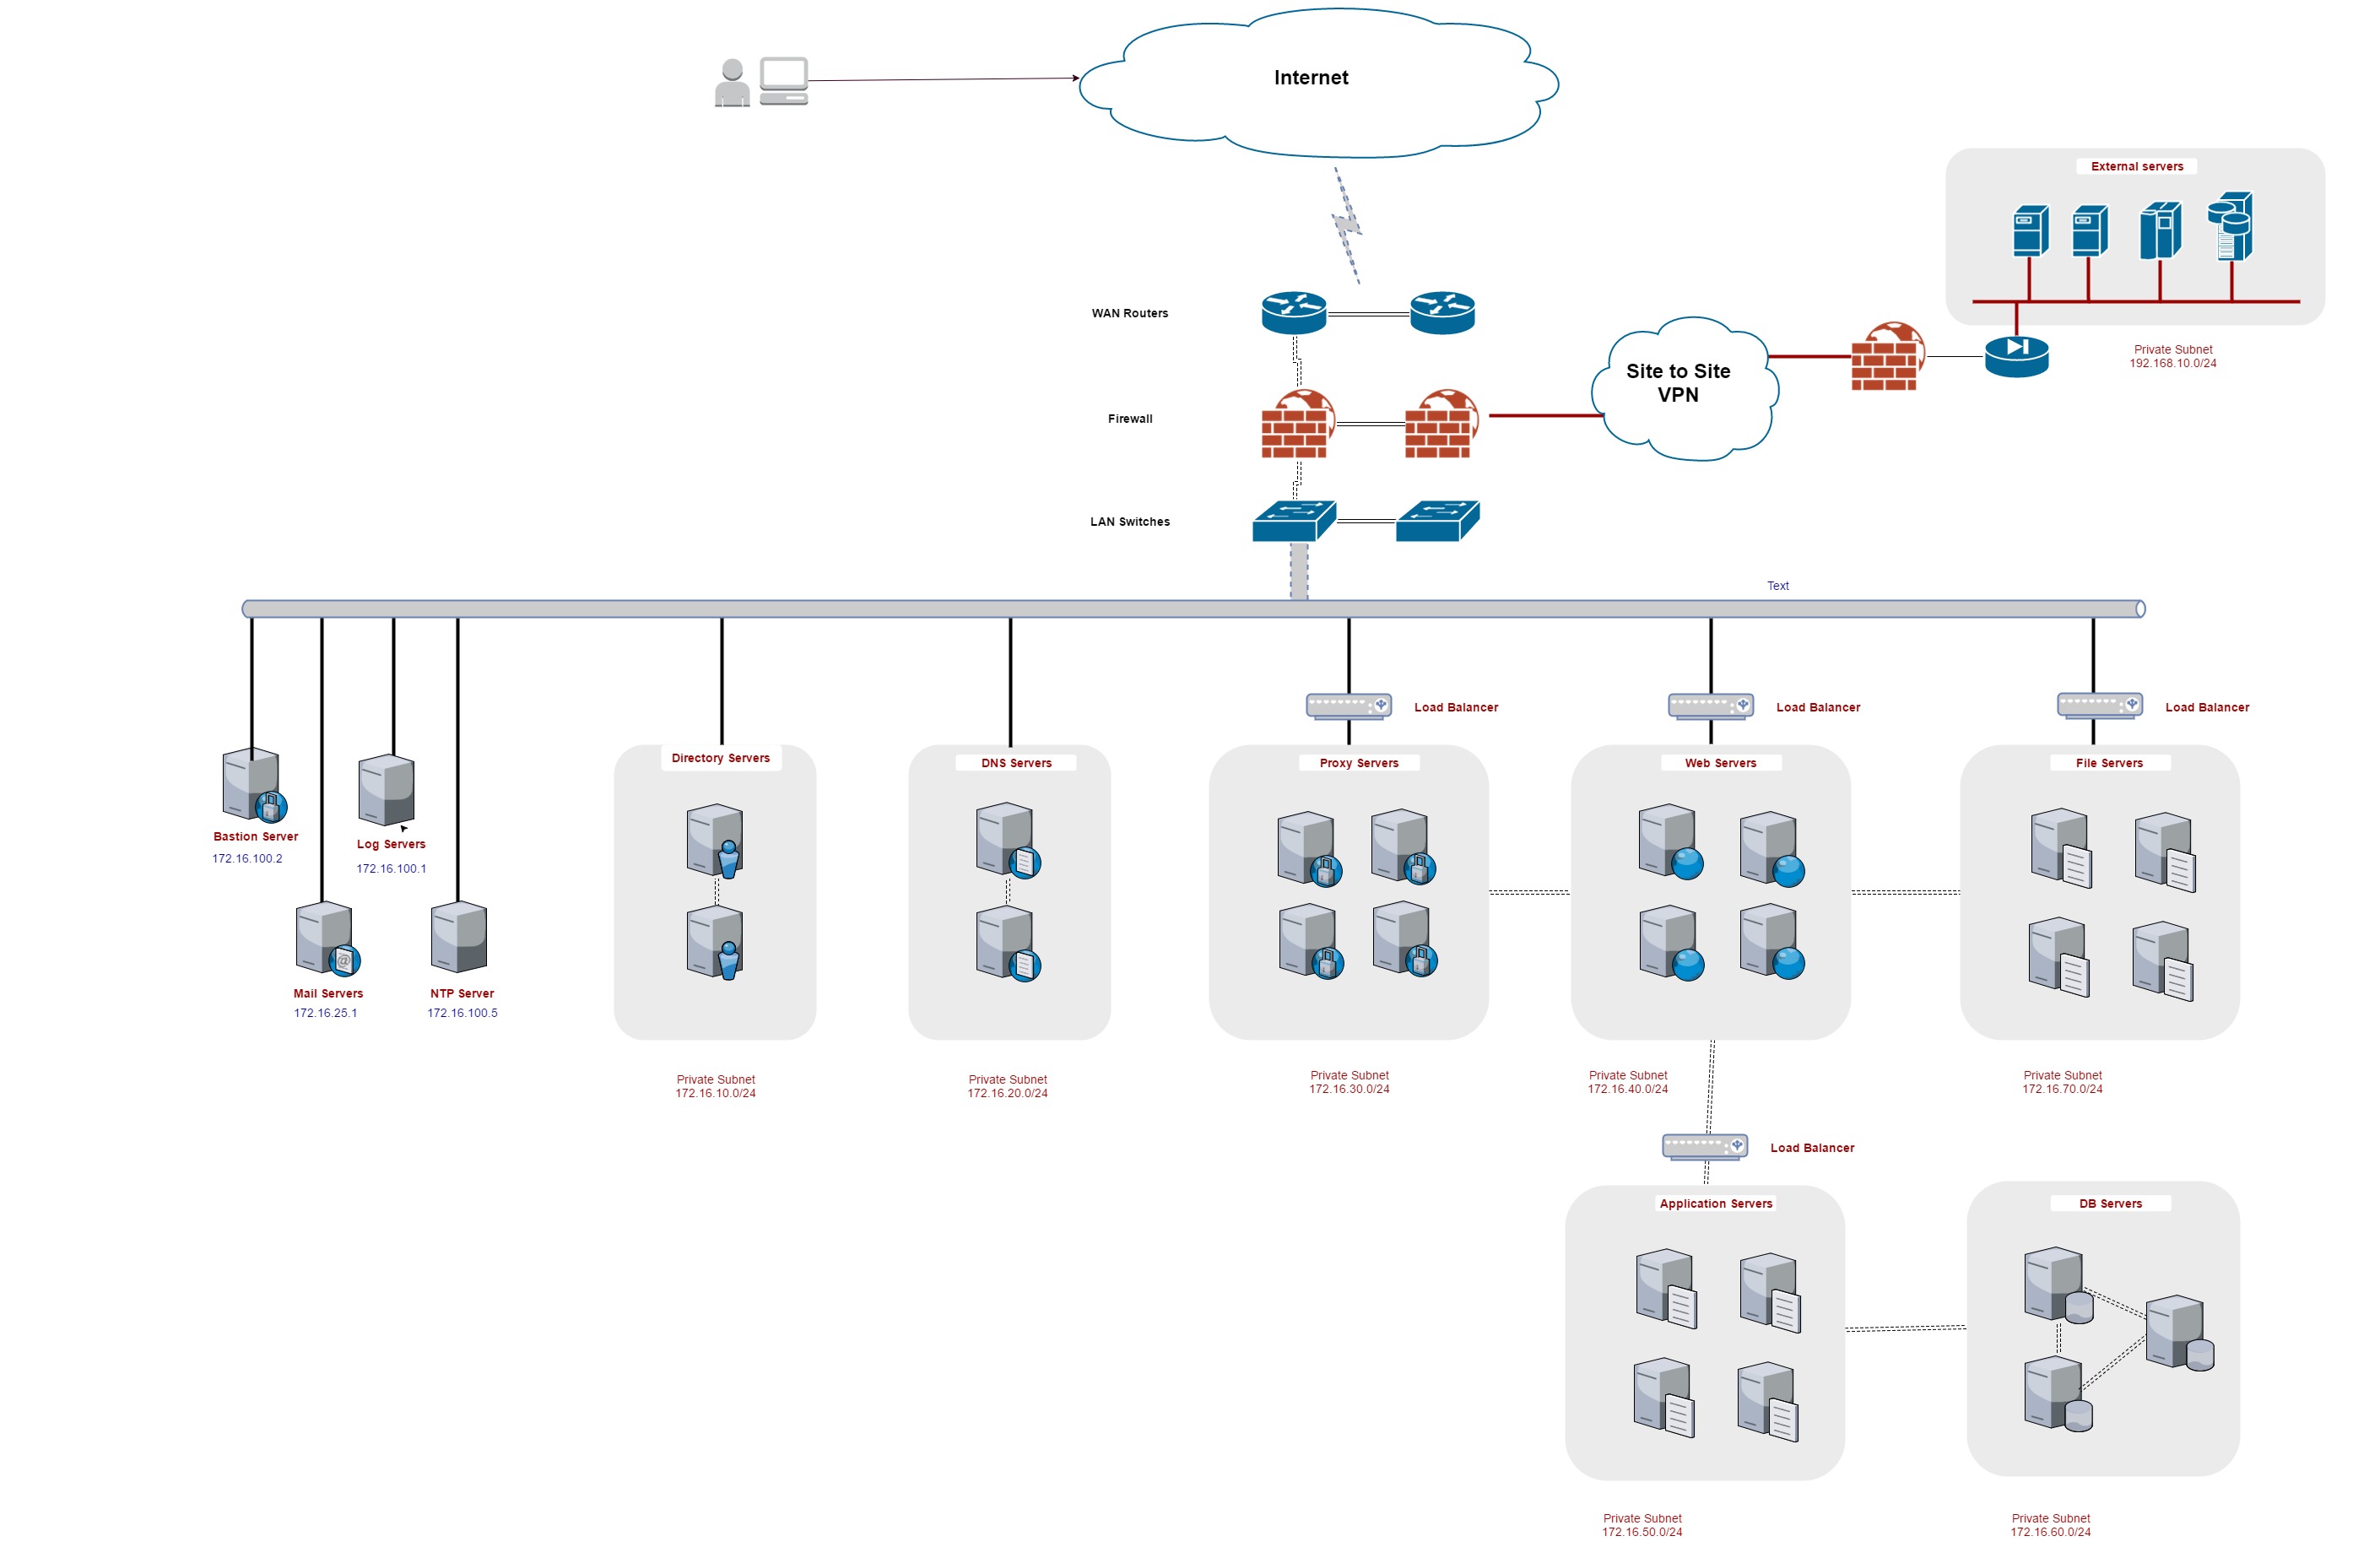 Internet
External servers
WAN Routers
Private Subnet
192.168.10.0/24
Site to Site
VPN
Firewall
LAN Switches
Text
Load Balancer
Load Balancer
Load Balancer
Directory Servers
DNS Servers
Proxy Servers
Web Servers
File Servers
Bastion Server
172.16.100.2
Log Servers
172.16.100.1
Mail Servers
172.16.25.1
NTP Server
172.16.100.5
Private Subnet
172.16.10.0/24
Private Subnet
172.16.20.0/24
Private Subnet
172.16.30.0/24
Private Subnet
172.16.40.0/24
Private Subnet
172.16.70.0/24
Load Balancer
Application Servers
DB Servers
Private Subnet
172.16.50.0/24
Private Subnet
172.16.60.0/24